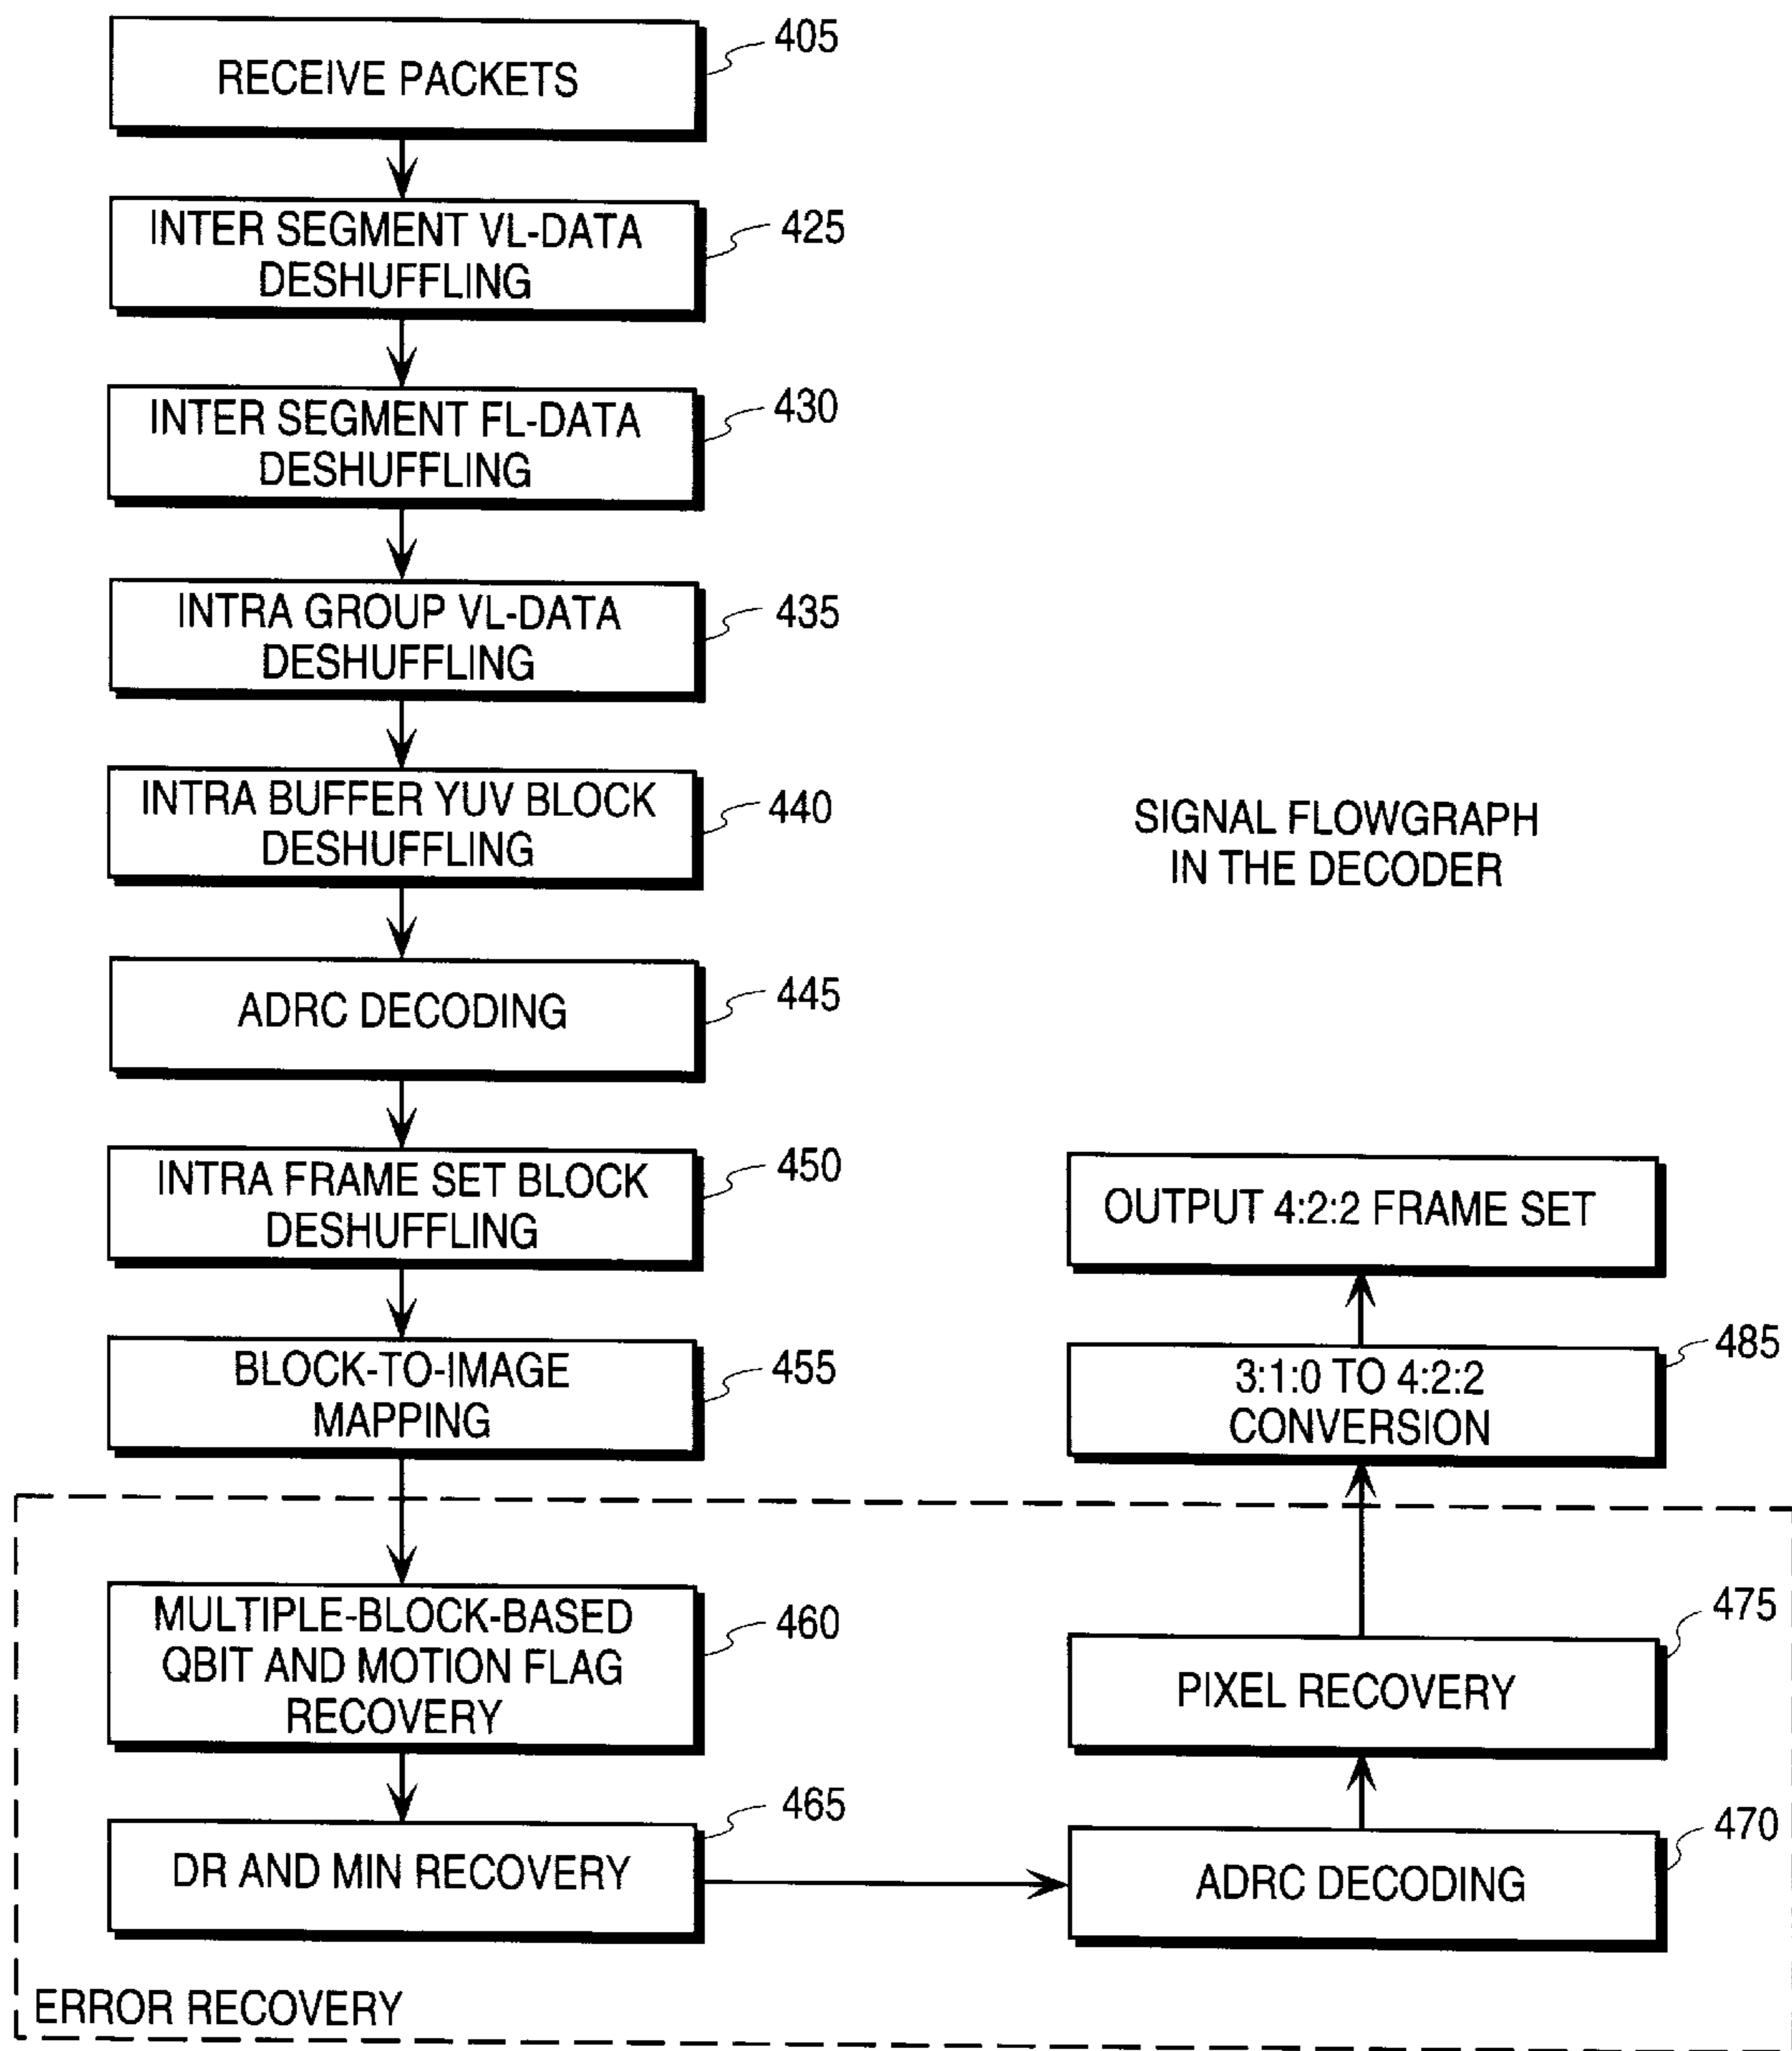 RECEIVE PACKETS
405
INTER SEGMENT VL-DATA
DESHUFFLING
425
INTER SEGMENT FL-DATA
DESHUFFLING
430
INTRA GROUP VL-DATA
DESHUFFLING
435
INTRA BUFFER YUV BLOCK
DESHUFFLING
440
SIGNAL FLOWGRAPH
IN THE DECODER
ADRC DECODING
445
INTRA FRAME SET BLOCK
DESHUFFLING
450
BLOCK-TO-IMAGE
MAPPING
455
MULTIPLE-BLOCK-BASED
QBIT AND MOTION FLAG
RECOVERY
460
DR AND MIN RECOVERY
465
ADRC DECODING
470
PIXEL RECOVERY
475
3:1:0 TO 4:2:2
CONVERSION
485
OUTPUT 4:2:2 FRAME SET
ERROR RECOVERY